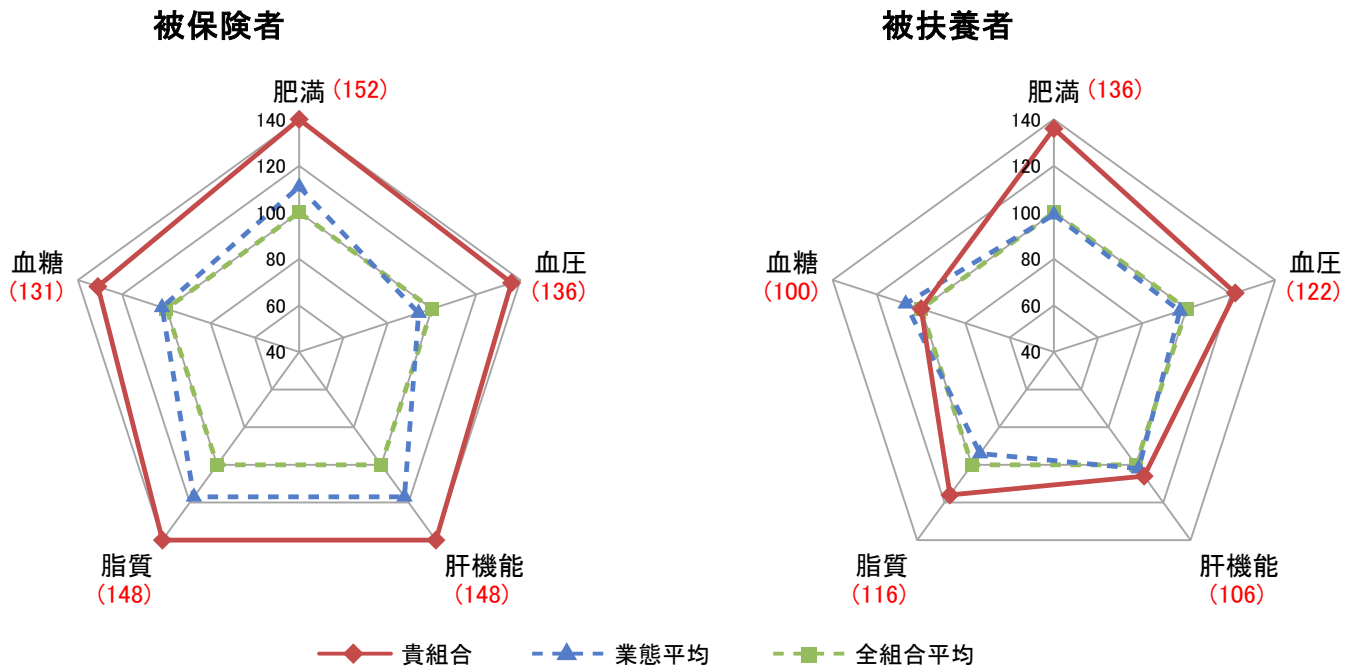 被保険者
肥満(152)
140
120
100
80
60
40
血圧
(136)
肝機能
(148)
脂質
(148)
血糖
(131)
被扶養者
肥満(136)
140
120
100
80
60
40
血圧
(122)
肝機能
(106)
脂質
(116)
血糖
(100)
貴組合
業態平均
全組合平均